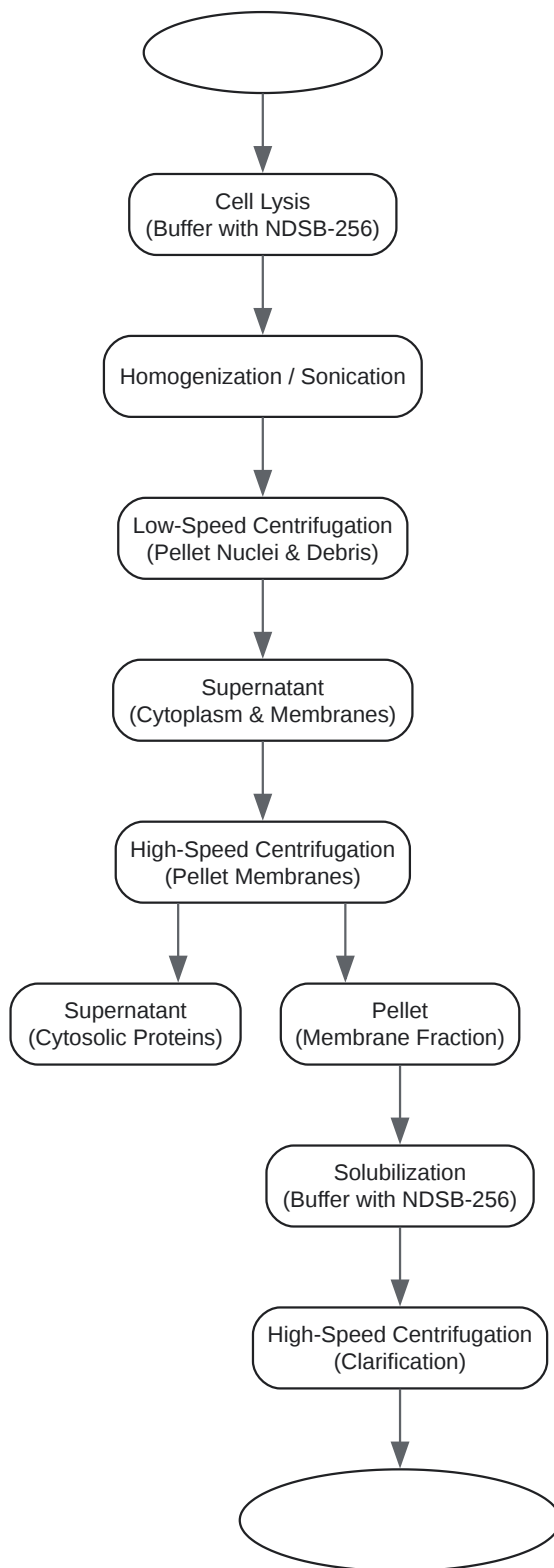 Cell Lysis
(Buffer with NDSB-256)
Homogenization / Sonication
Low-Speed Centrifugation
(Pellet Nuclei & Debris)
Supernatant
(Cytoplasm & Membranes)
High-Speed Centrifugation
(Pellet Membranes)
Supernatant
(Cytosolic Proteins)
Pellet
(Membrane Fraction)
Solubilization
(Buffer with NDSB-256)
High-Speed Centrifugation
(Clarification)